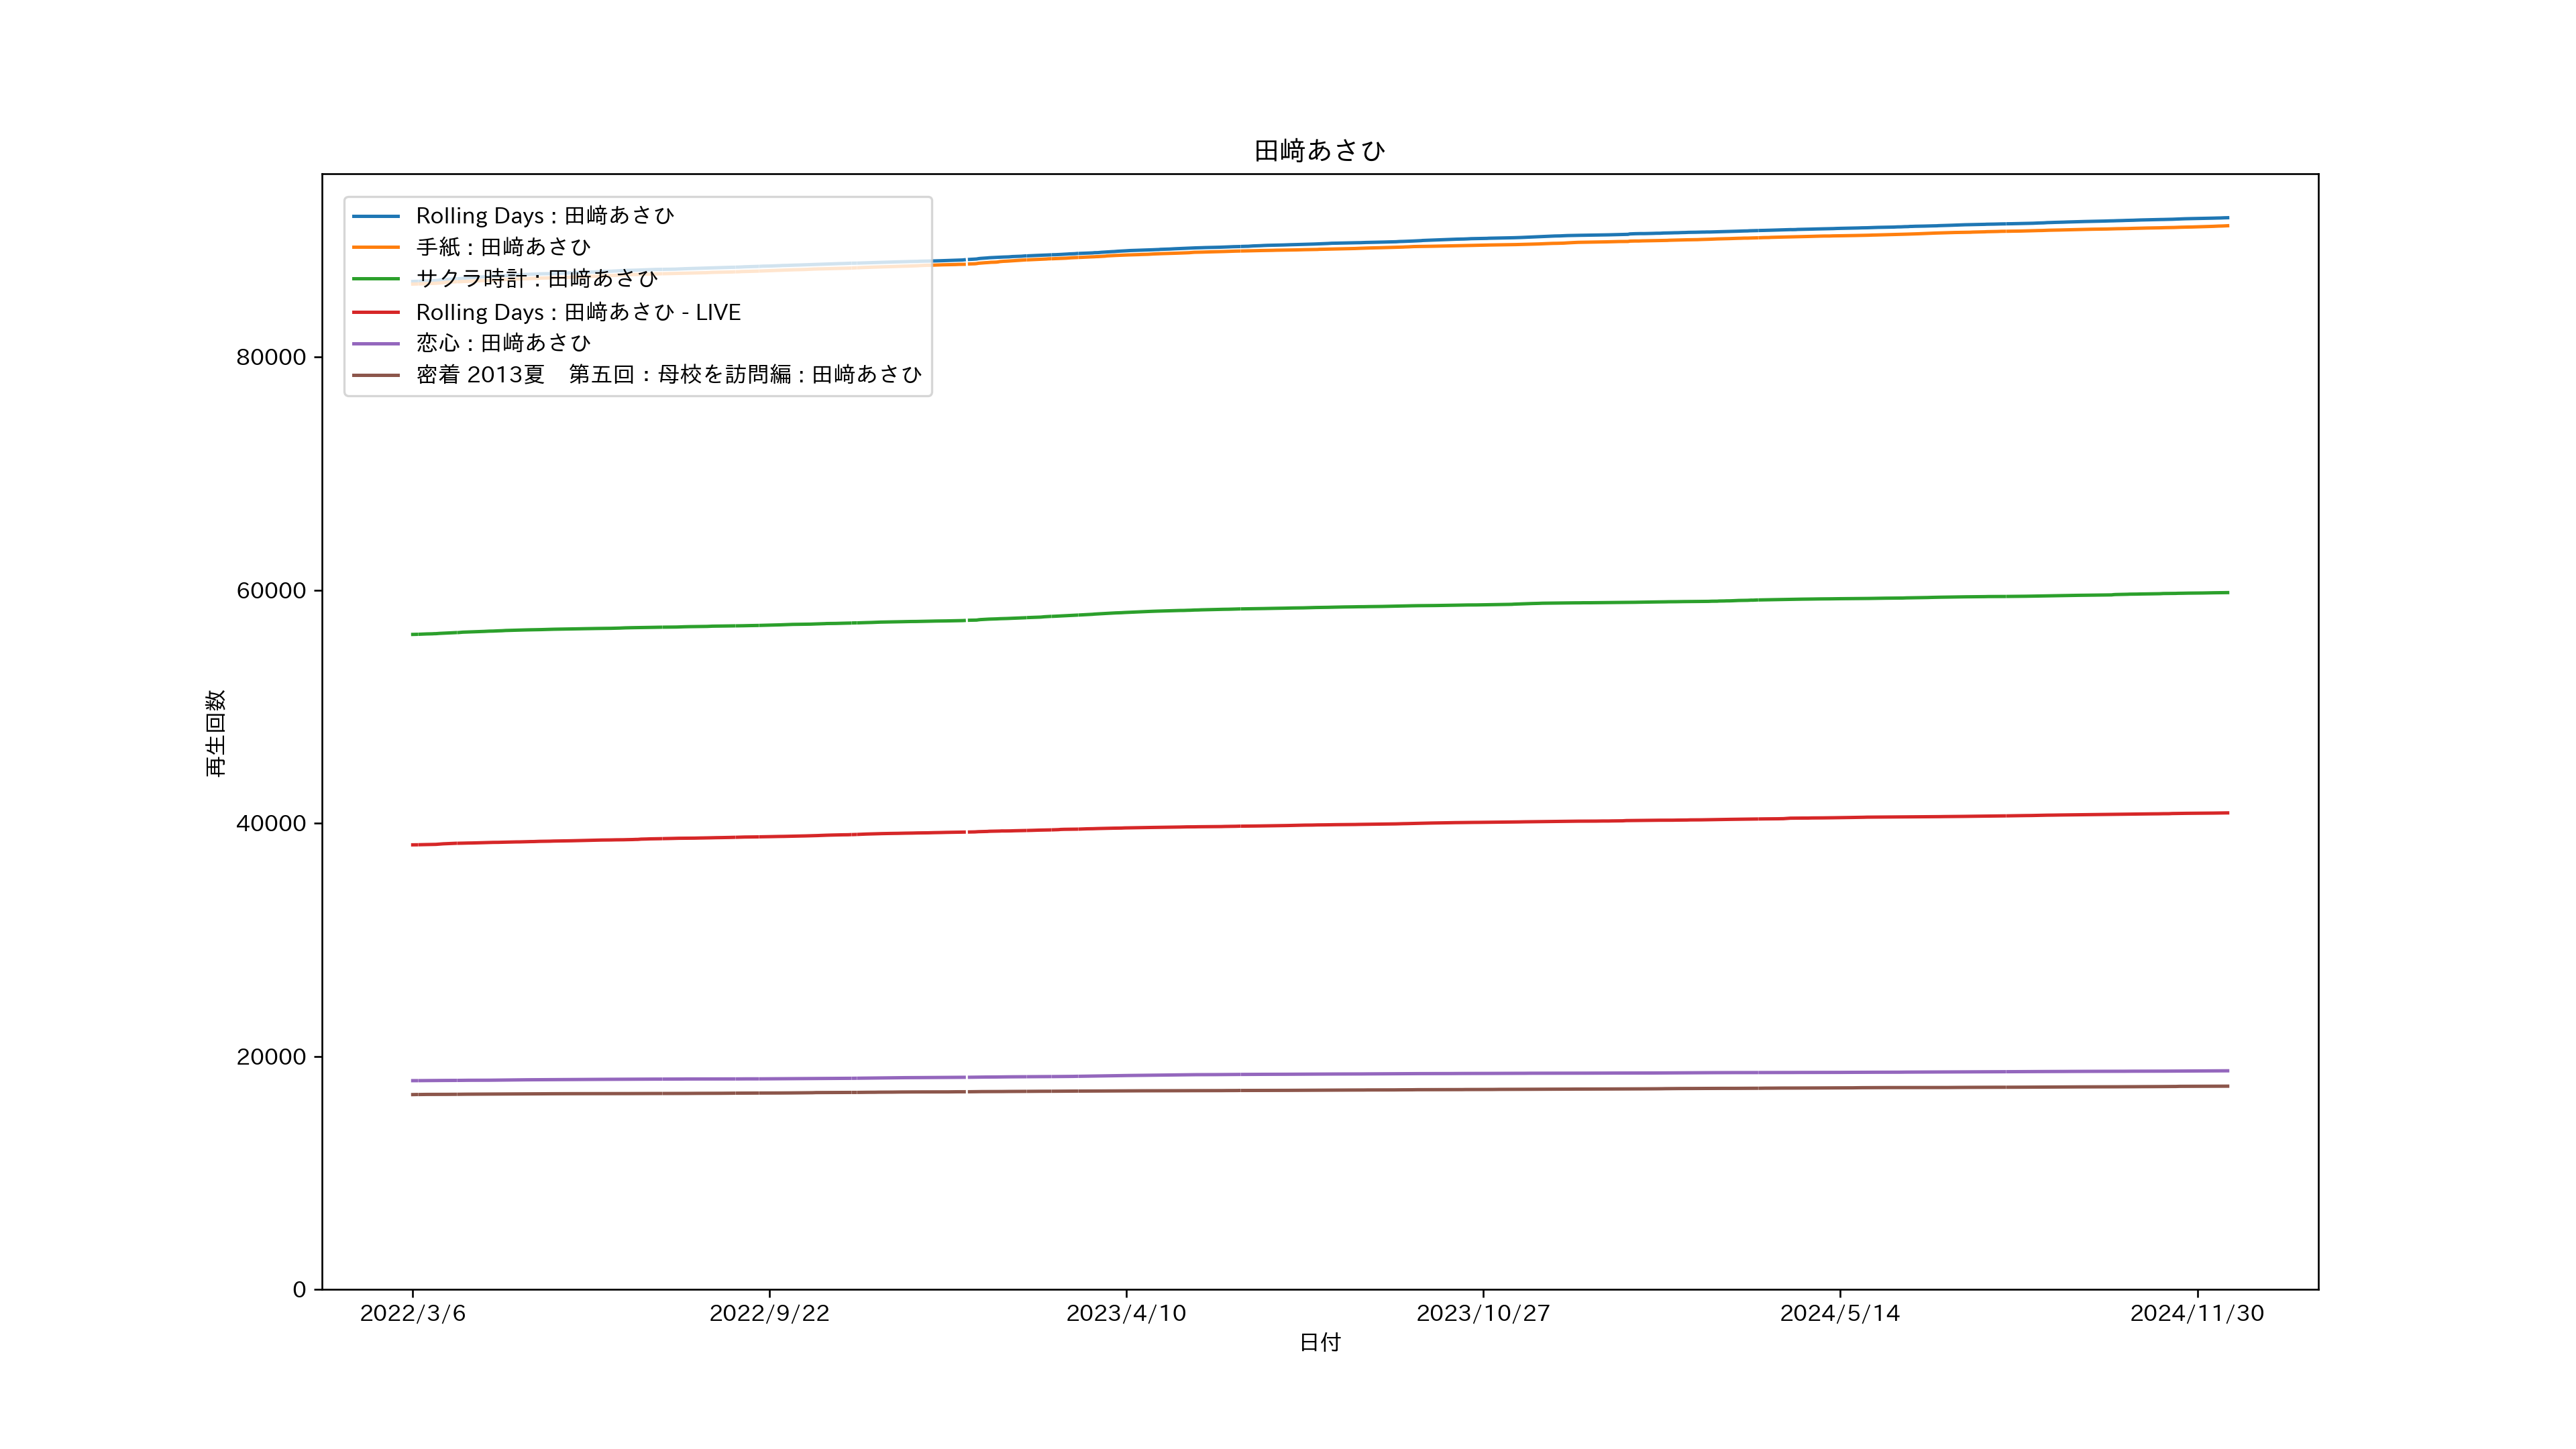 田﨑あさひ
Rolling Days : 田﨑あさひ
手紙 : 田﨑あさひ
サクラ時計 : 田﨑あさひ
Rolling Days : 田﨑あさひ - LIVE
恋心 : 田﨑あさひ
密着 2013夏　第五回：母校を訪問編 : 田﨑あさひ
再生回数
80000
60000
40000
20000
0
2022/3/6
2022/9/22
2023/4/10
2023/10/27
2024/5/14
2024/11/30
日付